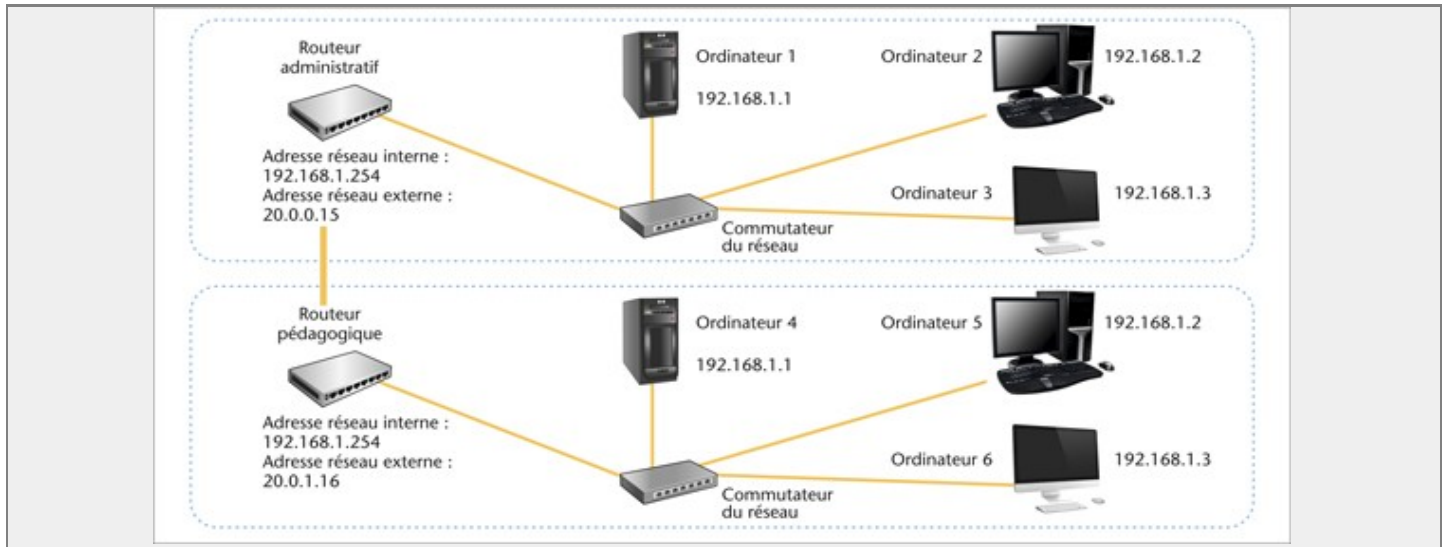 Routeur
administratif
Adresse réseau interne :
192.168.1.254
Adresse réseau externe :
20.0.0.15
Ordinateur 1
192.168.1.1
Ordinateur 2
192.168.1.2
Ordinateur 3
192.168.1.3
Commutateur
du réseau
Routeur
pédagogique
Adresse réseau interne :
192.168.1.254
Adresse réseau externe :
20.0.1.16
Ordinateur 4
192.168.1.1
Ordinateur 5
192.168.1.2
Ordinateur 6
192.168.1.3
Commutateur
du réseau